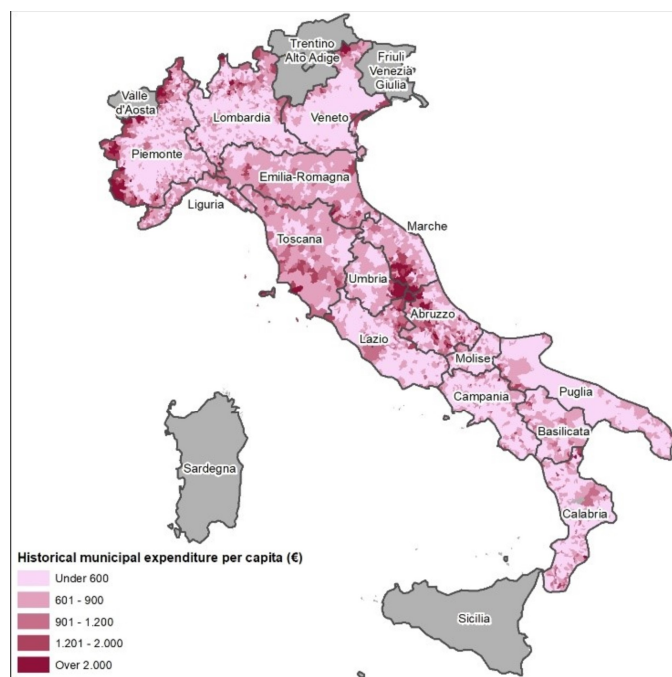 Trentino
Alto Adige
Friuli
Venezia
Giulia
Valle
d'Aosta
Lombardia
Veneto
Piemonte
Emilia-Romagna
Liguria
Toscana
Marche
Umbria
Abruzzo
Lazio
Molise
Campania
Puglia
Basilicata
Sardegna
Calabria
Sicilia
Historical municipal expenditure per capita (€)
Under 600
601 - 900
901 - 1.200
1.201 - 2.000
Over 2.000